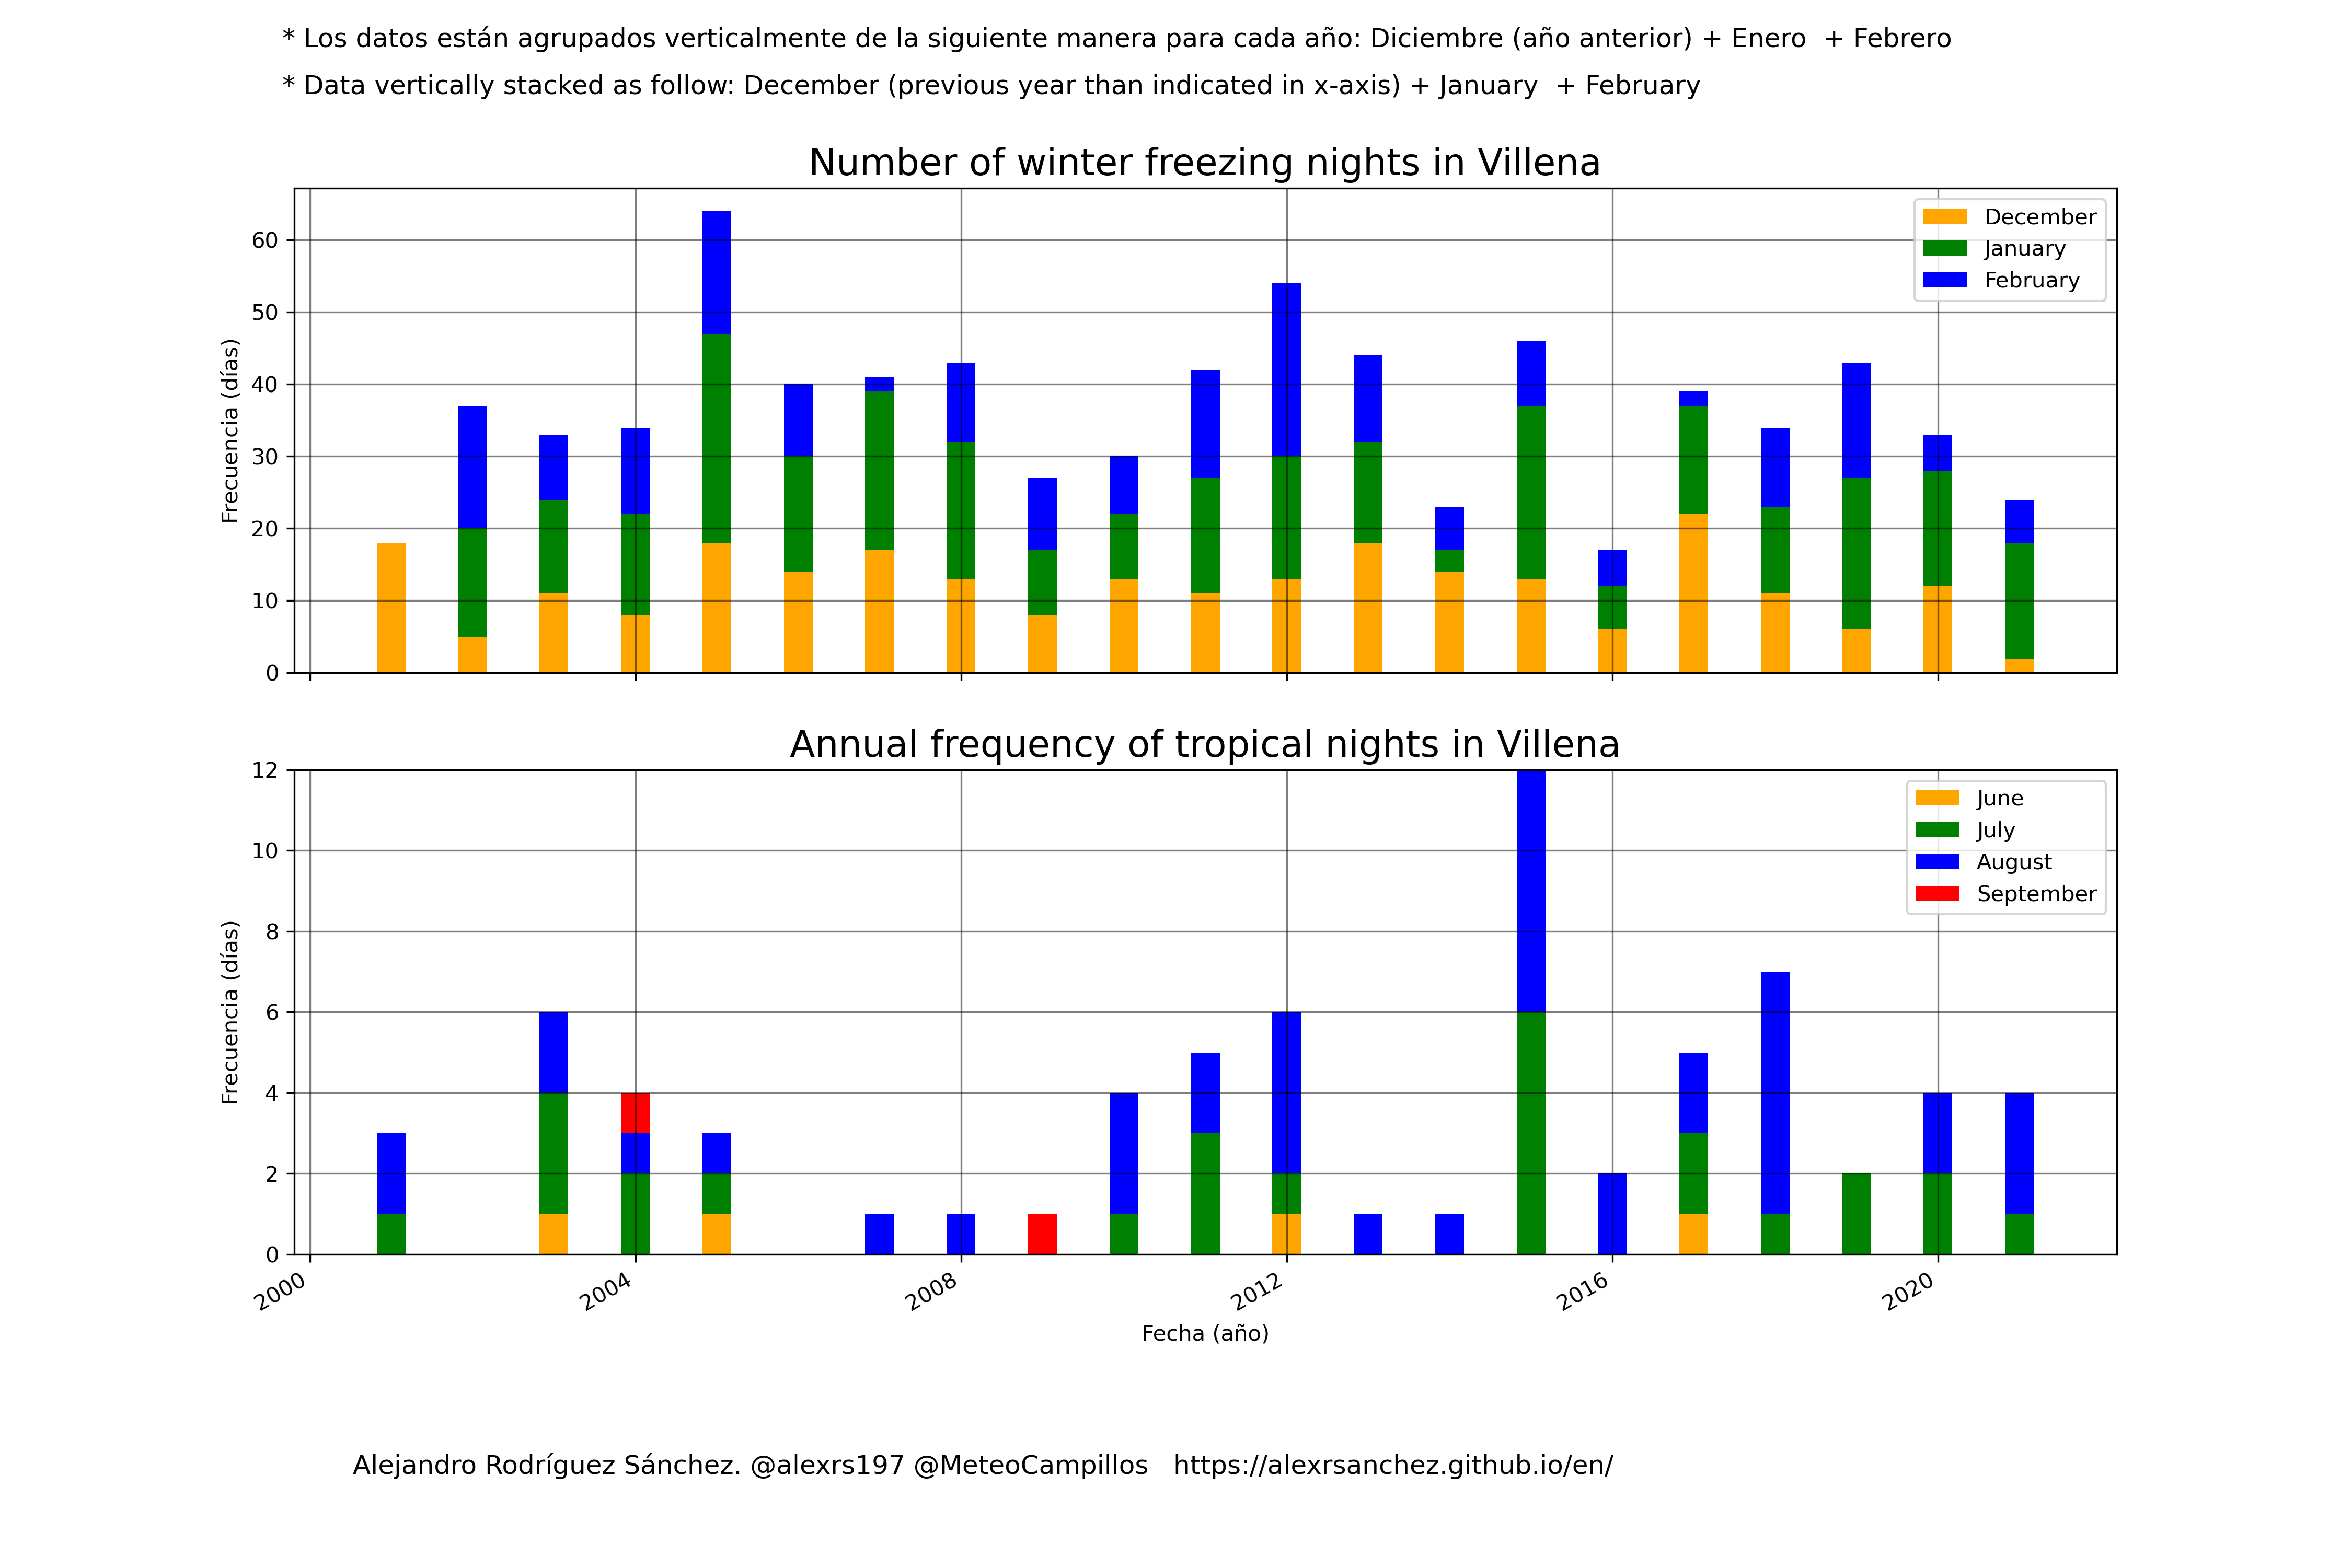 * Los datos están agrupados verticalmente de la siguiente manera para cada año: Diciembre (año anterior) + Enero  + Febrero
* Data vertically stacked as follow: December (previous year than indicated in x-axis) + January  + February
Number of winter freezing nights in Villena
Frecuencia (días)
60
50
40
30
20
10
0
December
January
February
Annual frequency of tropical nights in Villena
Frecuencia (días)
12
10
8
6
4
2
0
June
July
August
September
2000
2004
2008
2012
2016
2020
Fecha (año)
Alejandro Rodríguez Sánchez. @alexrs197 @MeteoCampillos   https://alexrsanchez.github.io/en/